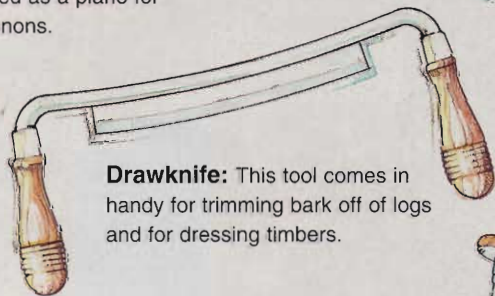 ed as a plane for
nons.
Drawknife: This tool comes in
handy for trimming bark off of logs
and for dressing timbers.